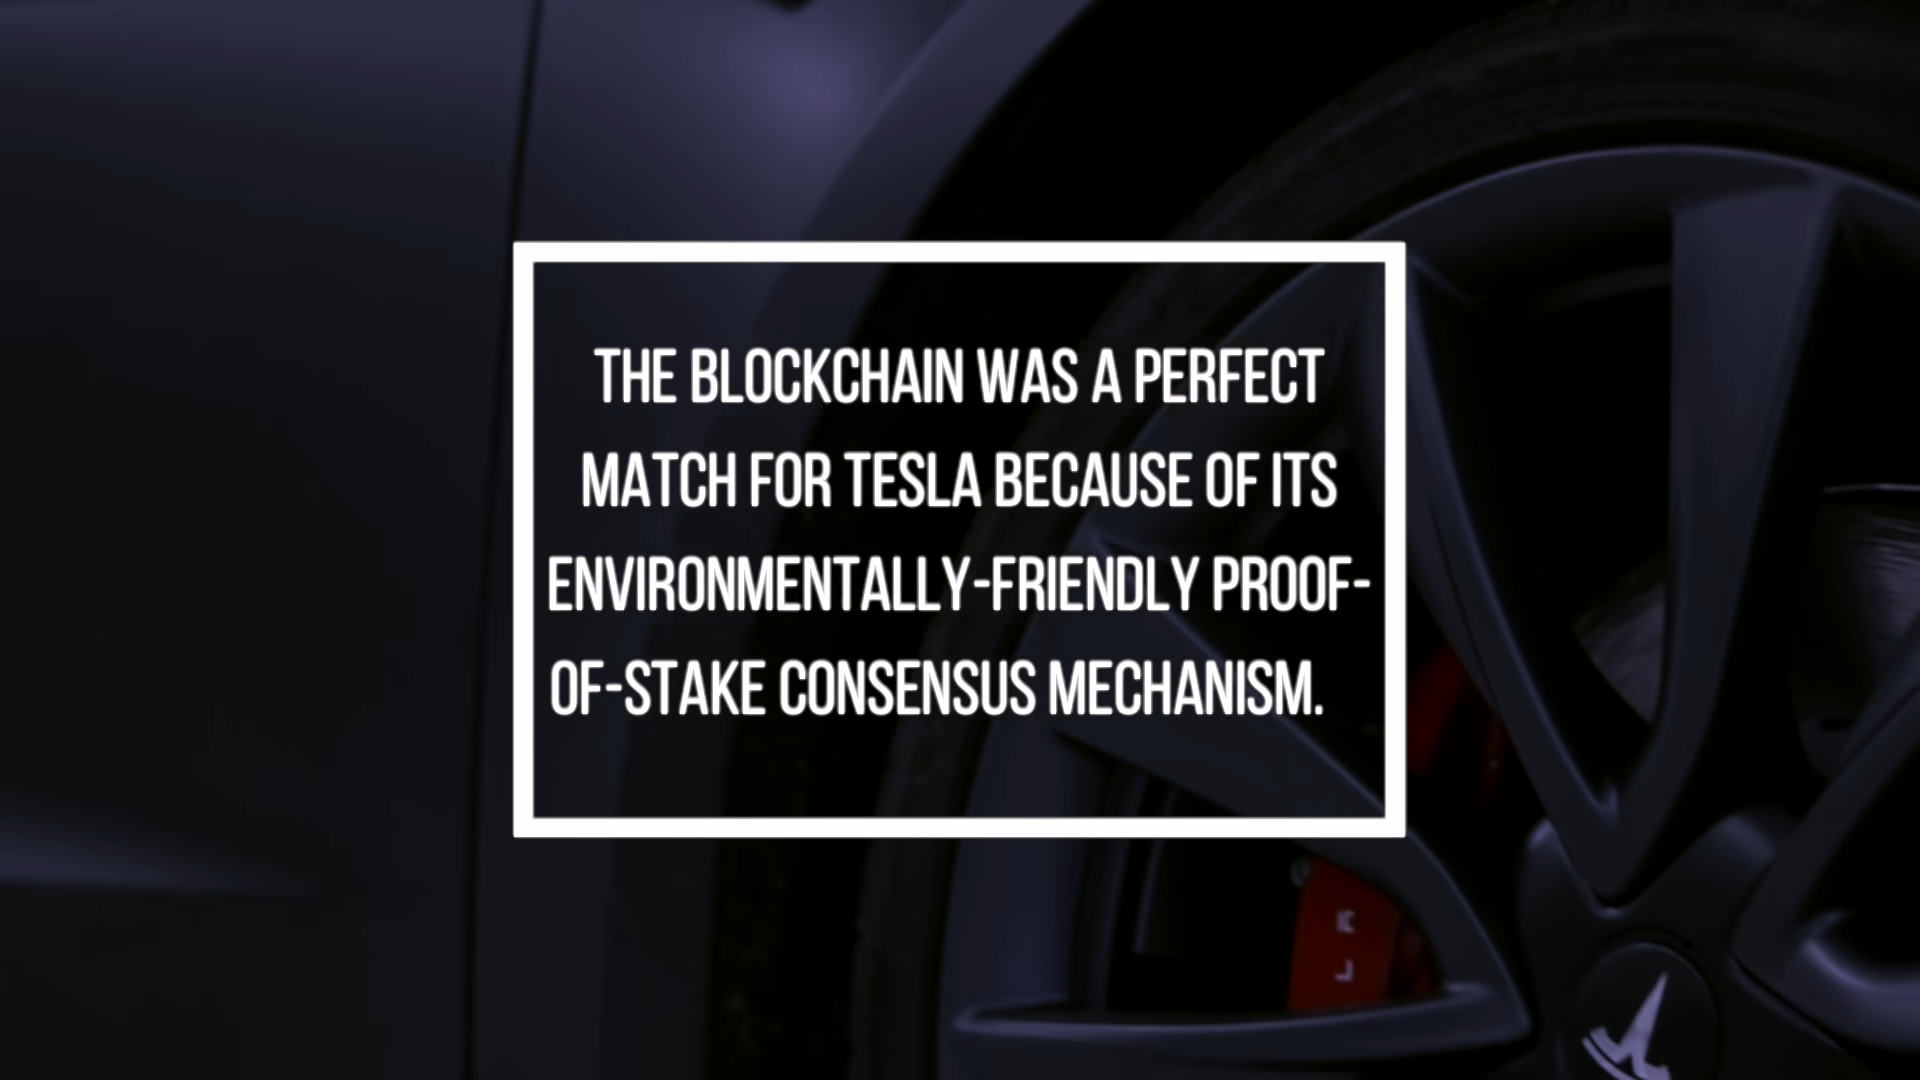 THE BLOCKCHAIN WAS A PERFECT
MATCH FOR TESLA BECAUSE OF ITS
ENVIRONMENTALLY-FRIENDLY PROOF-
OF-STAKE CONSENSUS MECHANISM.